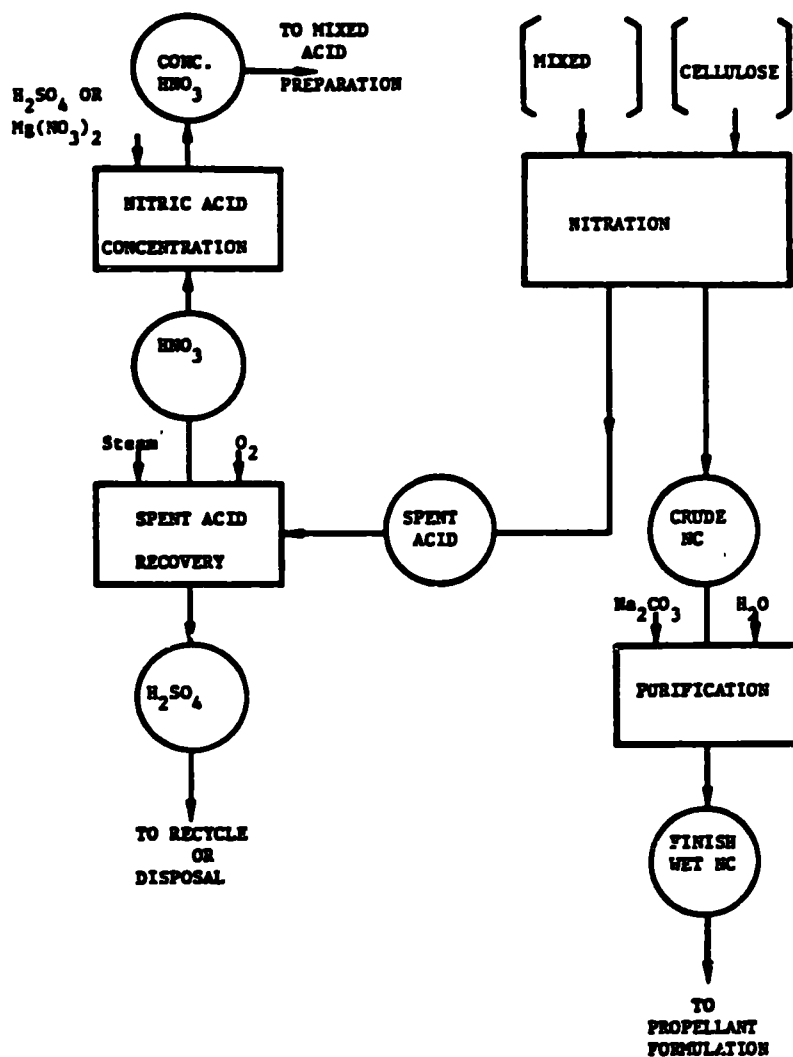 TO MIXED
ACID
PREPARATION
CONC.
HNO3
H2SO4 OR
Mg(NO3)2
NITRIC ACID
CONCENTRATION
HNO3
Steam
O2
SPENT ACID
RECOVERY
H2SO4
TO RECYCLE
OR
DISPOSAL
SPENT
ACID
MIXED
CELLULOSE
NITRATION
CRUDE
NC
Na2CO3
H2O
PURIFICATION
FINISH
WET NC
TO
PROPELLANT
FORMULATION